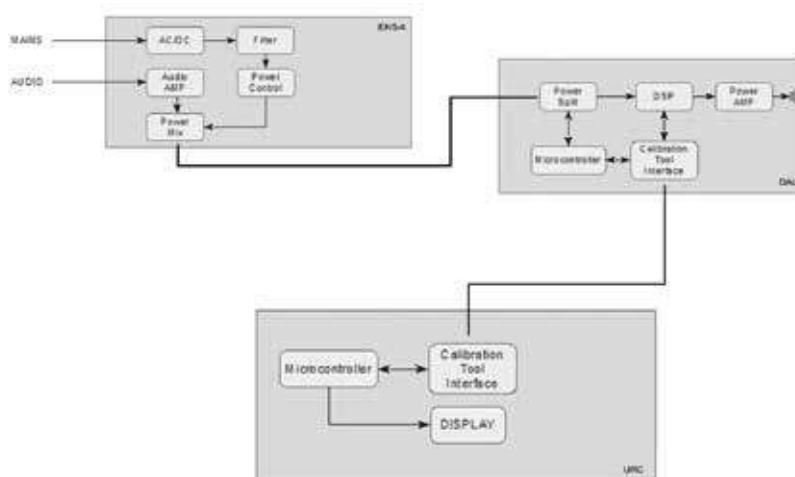 MAINS
AUDIO
AC/DC
Filter
Audio
AMP
Power
Control
Power
Mix
Power
Split
DSP
Power
AMP
Microcontroller
Calibration
Tool
Interface
Microcontroller
Calibration
Tool
Interface
DISPLAY